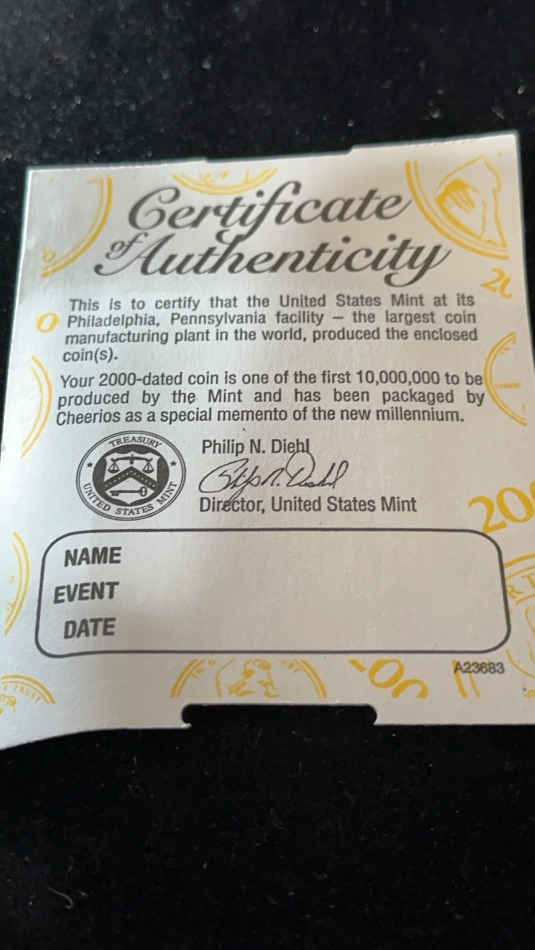 Certificate
of Authenticity
This is to certify that the United States Mint at its
Philadelphia, Pennsylvania facility – the largest coin
manufacturing plant in the world, produced the enclosed
coin(s).
Your 2000-dated coin is one of the first 10,000,000 to be
produced by the Mint and has been packaged by
Cheerios as a special memento of the new millennium.
TREASURY
UNITED STATES MINT
Philip N. Diehl
Philip N. Diehl
Director, United States Mint
NAME
EVENT
DATE
A23683